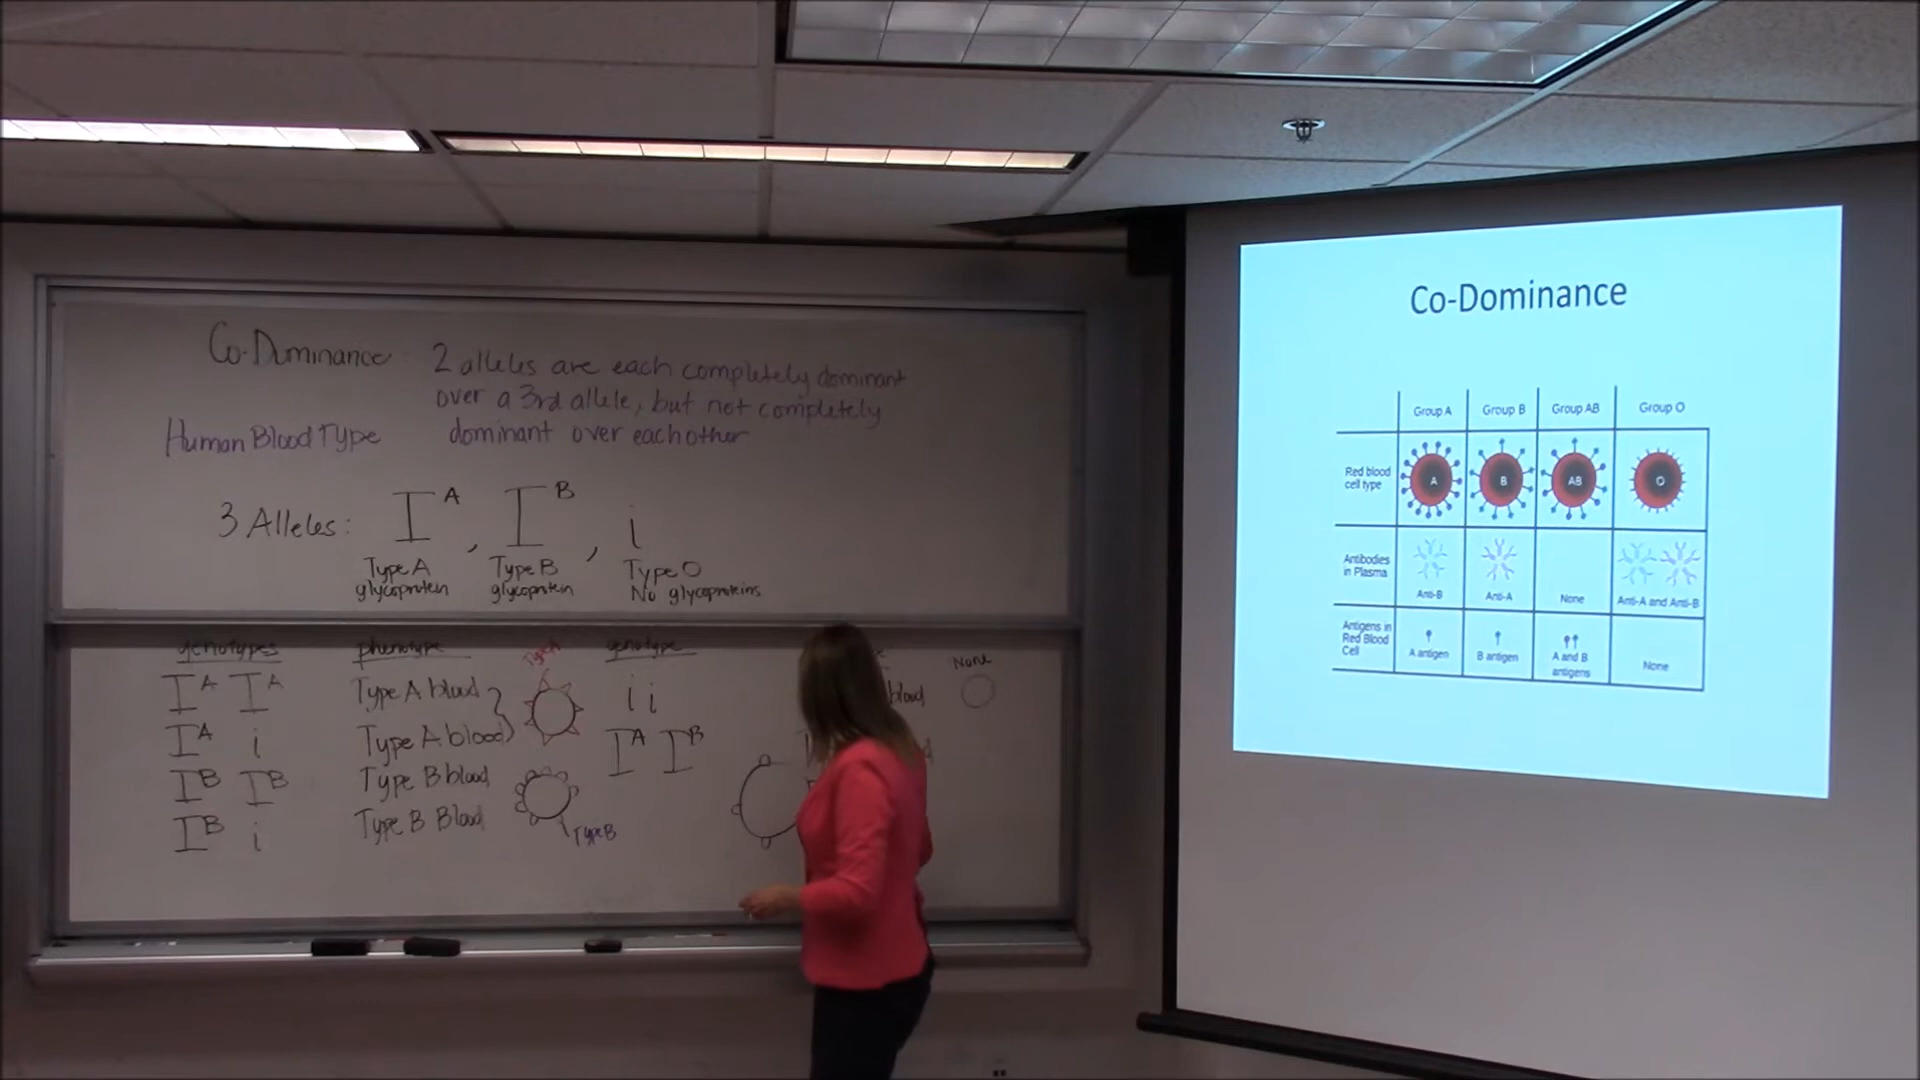 Co-Dominance
2 alleles are each completely dominant
over a 3rd allele, but not completely
dominant over eachother
Human Blood Type
3 Alleles: I^A, I^B, i
Type A
glycoprotein
Type B
glycoprotein
Type O
No glycoproteins
genotypes phenotype genotype
I^A I^A Type A blood
I^A i Type A blood
I^B I^B Type B blood
I^B i Type B Blood
Type B
ii blood None
I^A I^B
Co-Dominance
Group A Group B Group AB Group O
Red blood
cell type
A B AB O
Antibodies
in Plasma
Anti-B Anti-A None Anti-A and Anti-B
Antigens in
Red Blood
Cell
A antigen B antigen A and B
antigens
None